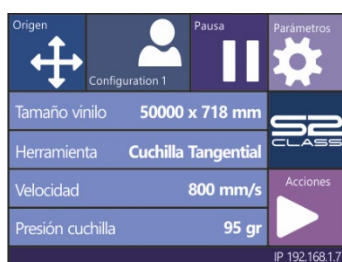 Origen
Configuration 1
Pausa
Parámetros
Tamaño vinilo 50000 x 718 mm
Herramienta Cuchilla Tangential
S2
CLASS
Velocidad 800 mm/s
Acciones
Presión cuchilla 95 gr
IP 192.168.1.7